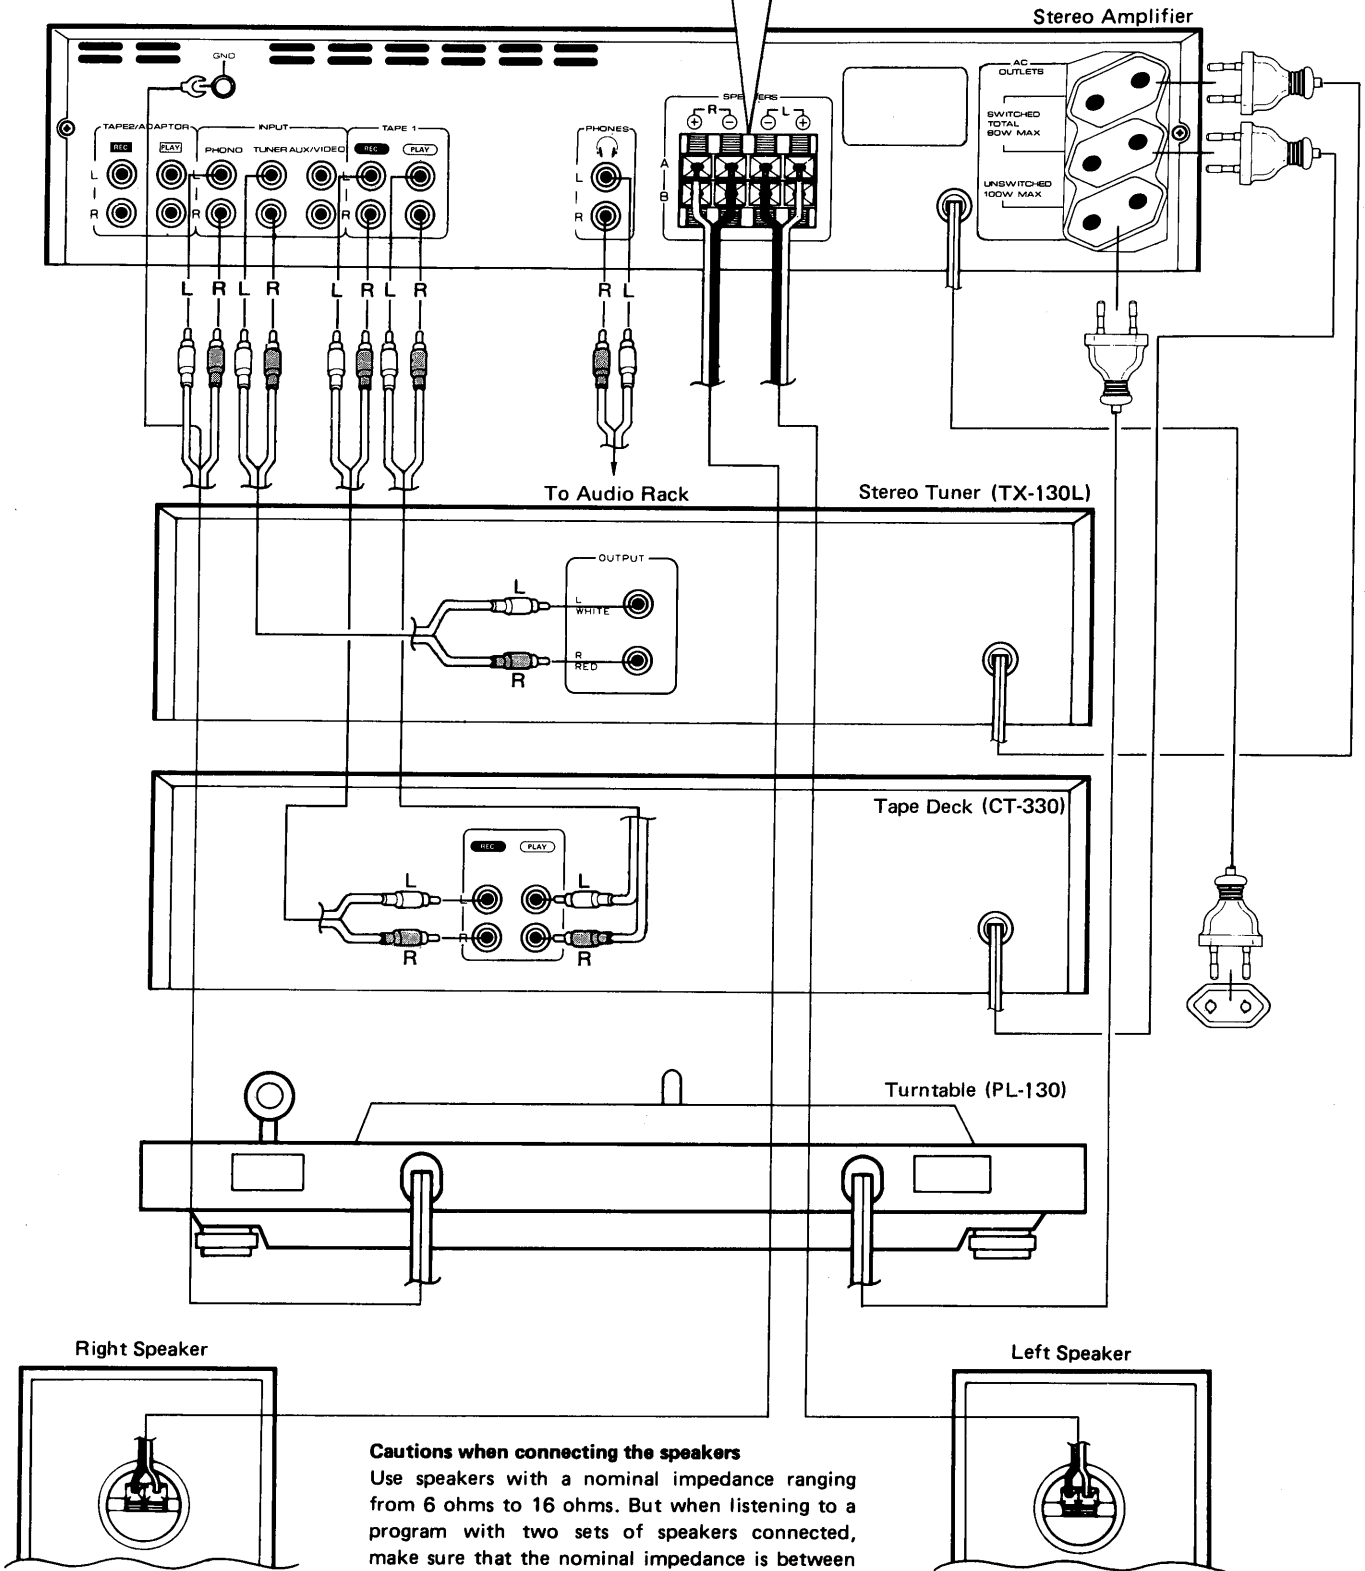 Stereo Amplifier
GND
AC
OUTLETS
SWITCHED
TOTAL
80W MAX
UNSWITCHED
100W MAX
SPEAKERS
R L
+ − − +
A
B
TAPE2/ADAPTOR INPUT TAPE 1
REC PLAY PHONO TUNER AUX/VIDEO REC PLAY
L L L
R R R
PHONES
L
R
L R L R L R L R R L
To Audio Rack
Stereo Tuner (TX-130L)
OUTPUT
L
L
WHITE
R
RED
R
Tape Deck (CT-330)
REC PLAY
L L
L
R
R R
Turntable (PL-130)
Right Speaker
Left Speaker
Cautions when connecting the speakers
Use speakers with a nominal impedance ranging
from 6 ohms to 16 ohms. But when listening to a
program with two sets of speakers connected,
make sure that the nominal impedance is between